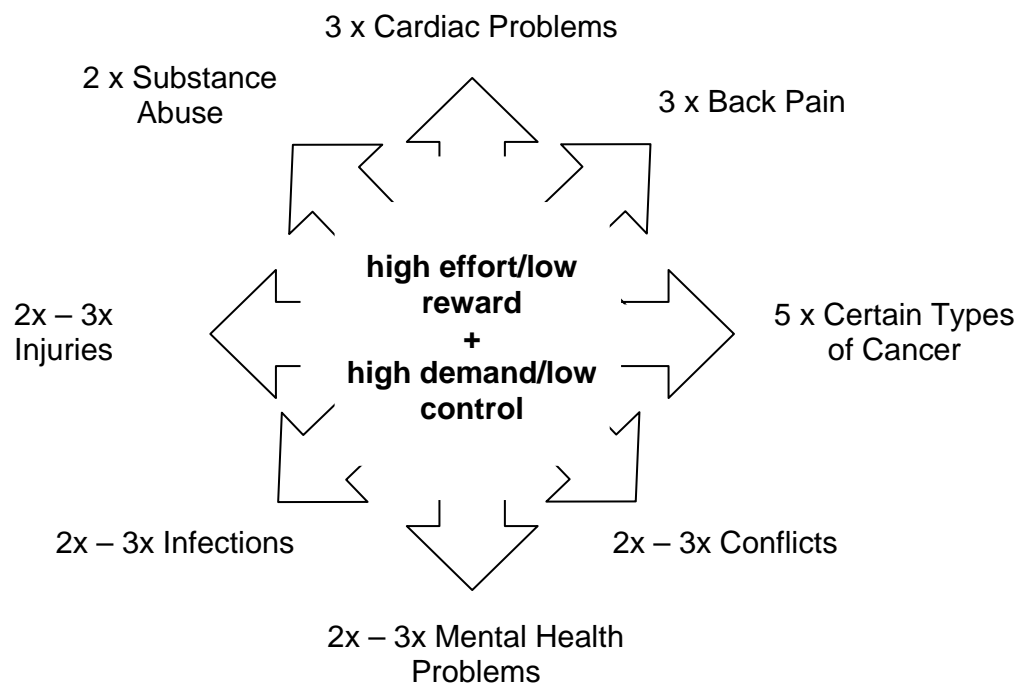 3 x Cardiac Problems
2 x Substance
Abuse
3 x Back Pain
high effort/low
reward
+
high demand/low
control
2x – 3x
Injuries
5 x Certain Types
of Cancer
2x – 3x Infections
2x – 3x Conflicts
2x – 3x Mental Health
Problems